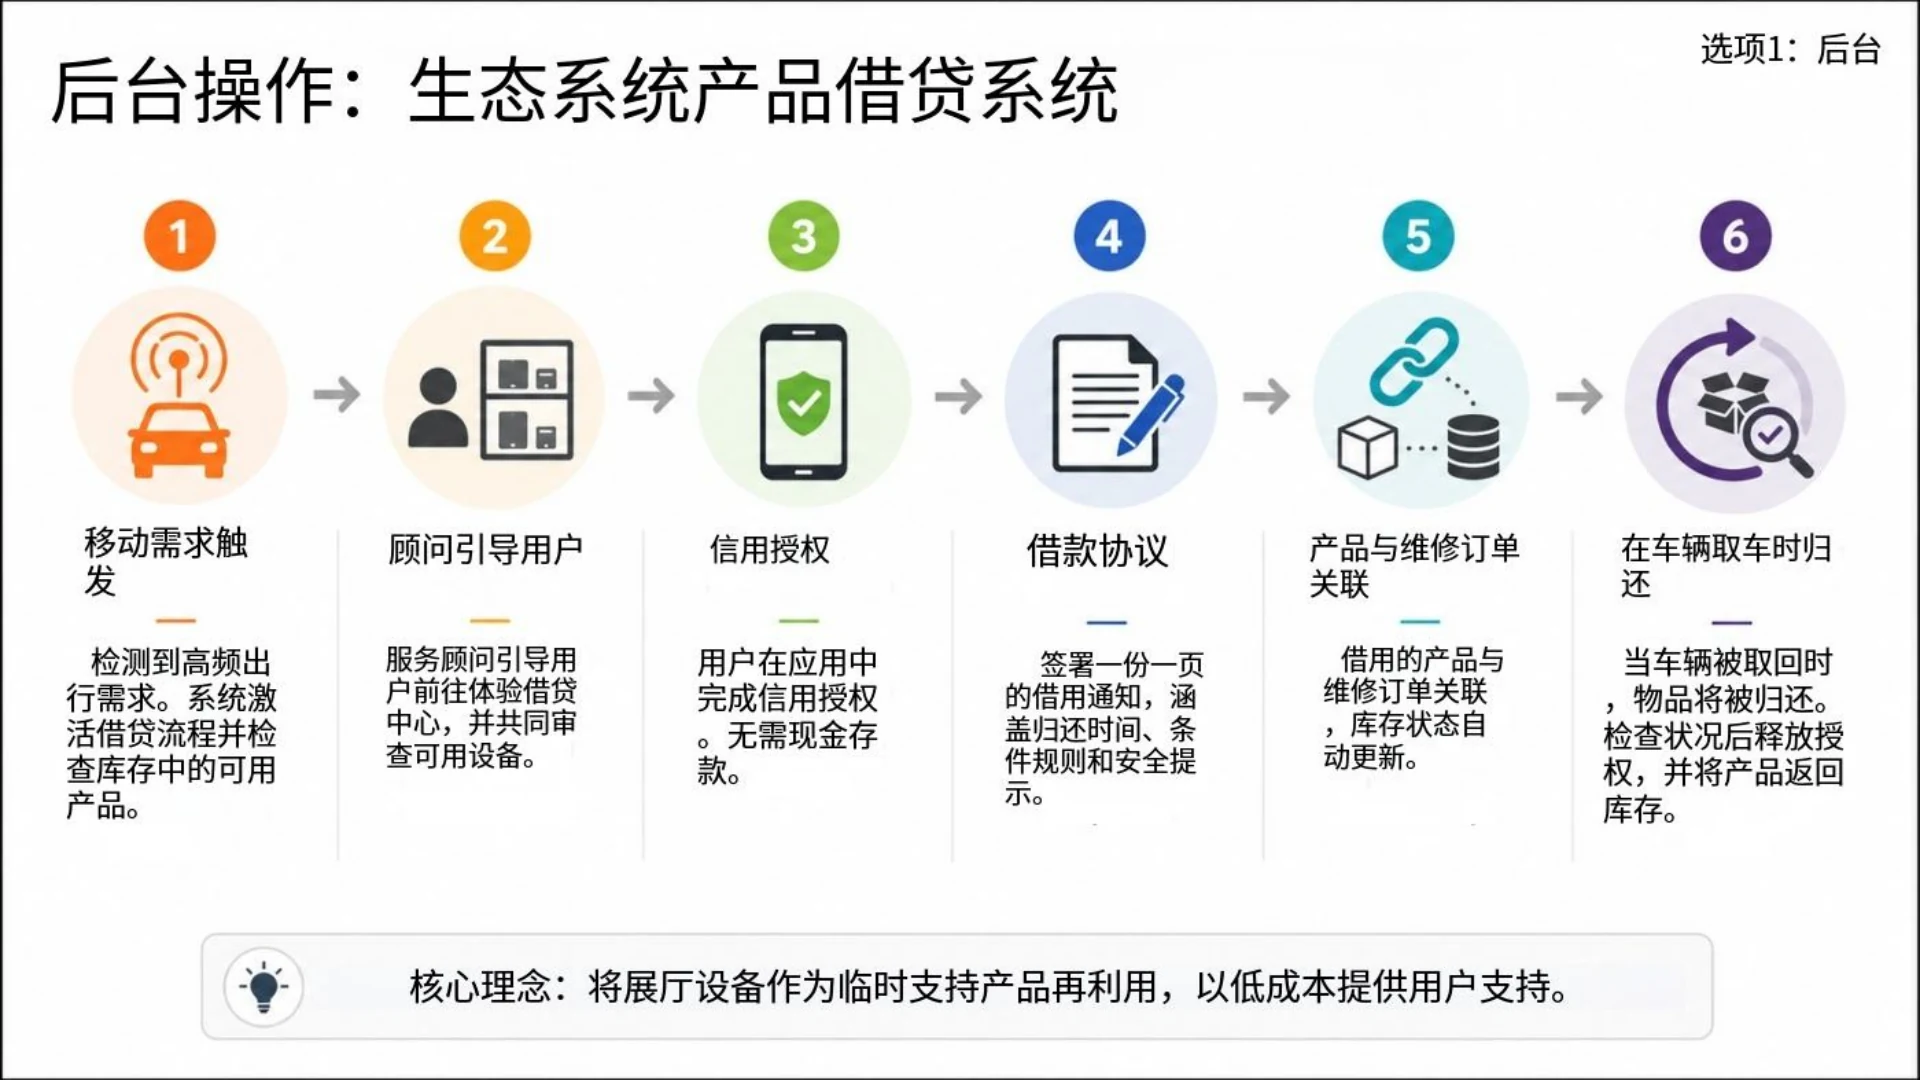 选项1：后台
后台操作：生态系统产品借贷系统
1
2
3
4
5
6
移动需求触
发
检测到高频出
行需求。系统激
活借贷流程并检
查库存中的可用
产品。
顾问引导用户
服务顾问引导用
户前往体验借贷
中心，并共同审
查可用设备。
信用授权
用户在应用中
完成信用授权
。无需现金存
款。
借款协议
签署一份一页
的借用通知，涵
盖归还时间、条
件规则和安全提
示。
产品与维修订单
关联
借用的产品与
维修订单关联
，库存状态自
动更新。
在车辆取车时归
还
当车辆被取回时
，物品将被归还。
检查状况后释放授
权，并将产品返回
库存。
核心理念：将展厅设备作为临时支持产品再利用，以低成本提供用户支持。